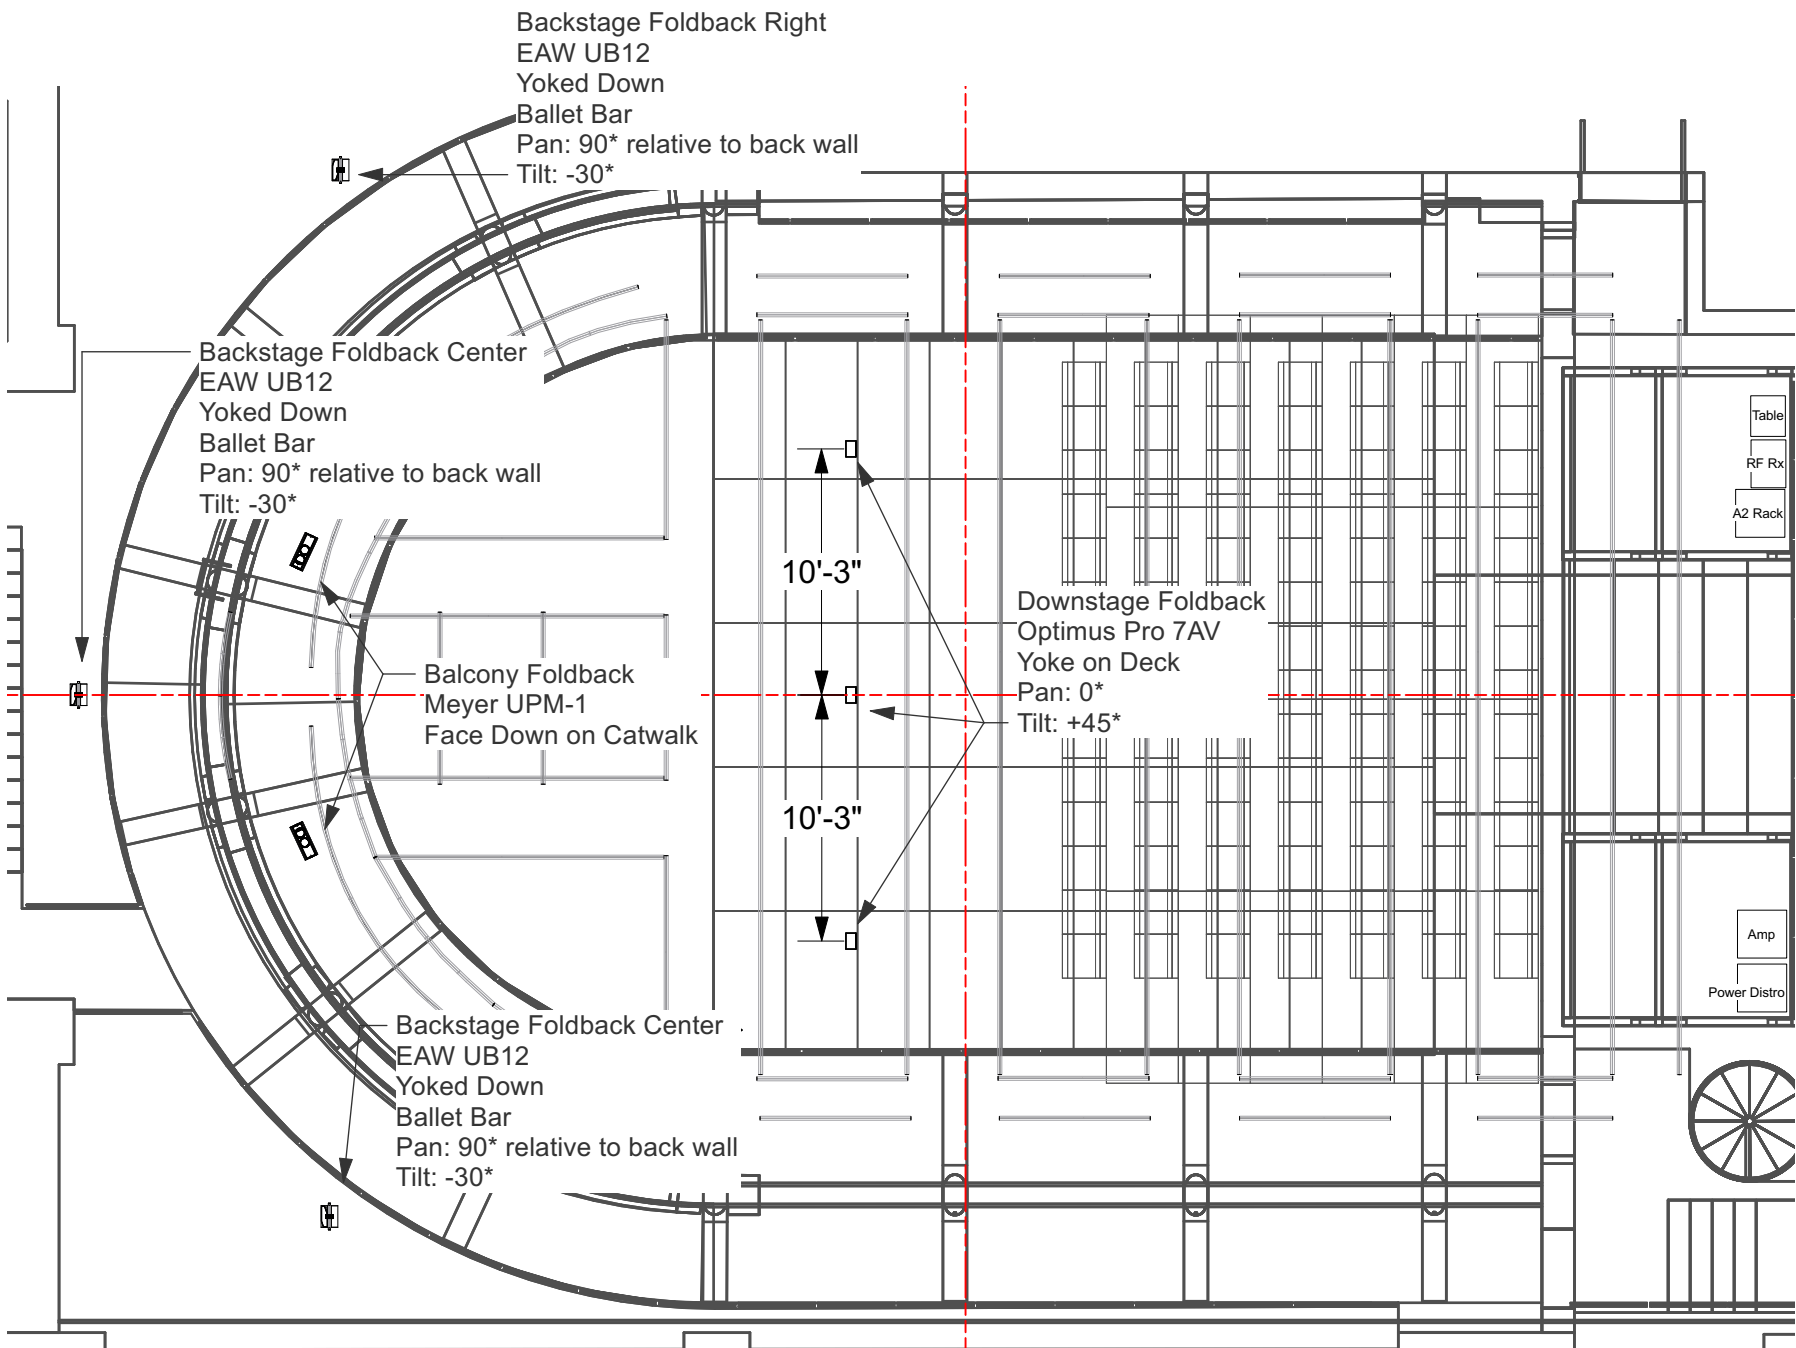 Backstage Foldback Right
EAW UB12
Yoked Down
Ballet Bar
Pan: 90* relative to back wall
Tilt: -30*
Backstage Foldback Center
EAW UB12
Yoked Down
Ballet Bar
Pan: 90* relative to back wall
Tilt: -30*
Table
RF Rx
A2 Rack
10'-3"
Downstage Foldback
Optimus Pro 7AV
Yoke on Deck
Pan: 0*
Tilt: +45*
Balcony Foldback
Meyer UPM-1
Face Down on Catwalk
10'-3"
Amp
Power Distro
Backstage Foldback Center
EAW UB12
Yoked Down
Ballet Bar
Pan: 90* relative to back wall
Tilt: -30*